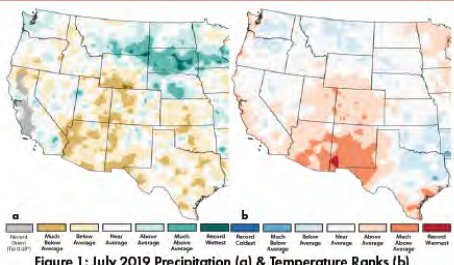 a
b
Record
Much
Below
Average
Below
Average
Near
Average
Above
Average
Much
Above
Average
Record
Wettest
Record
Coldest
Much
Below
Average
Below
Average
Near
Average
Above
Average
Much
Above
Average
Record
Warmest
Figure 1: July 2019 Precipitation (a) & Temperature Ranks (b)